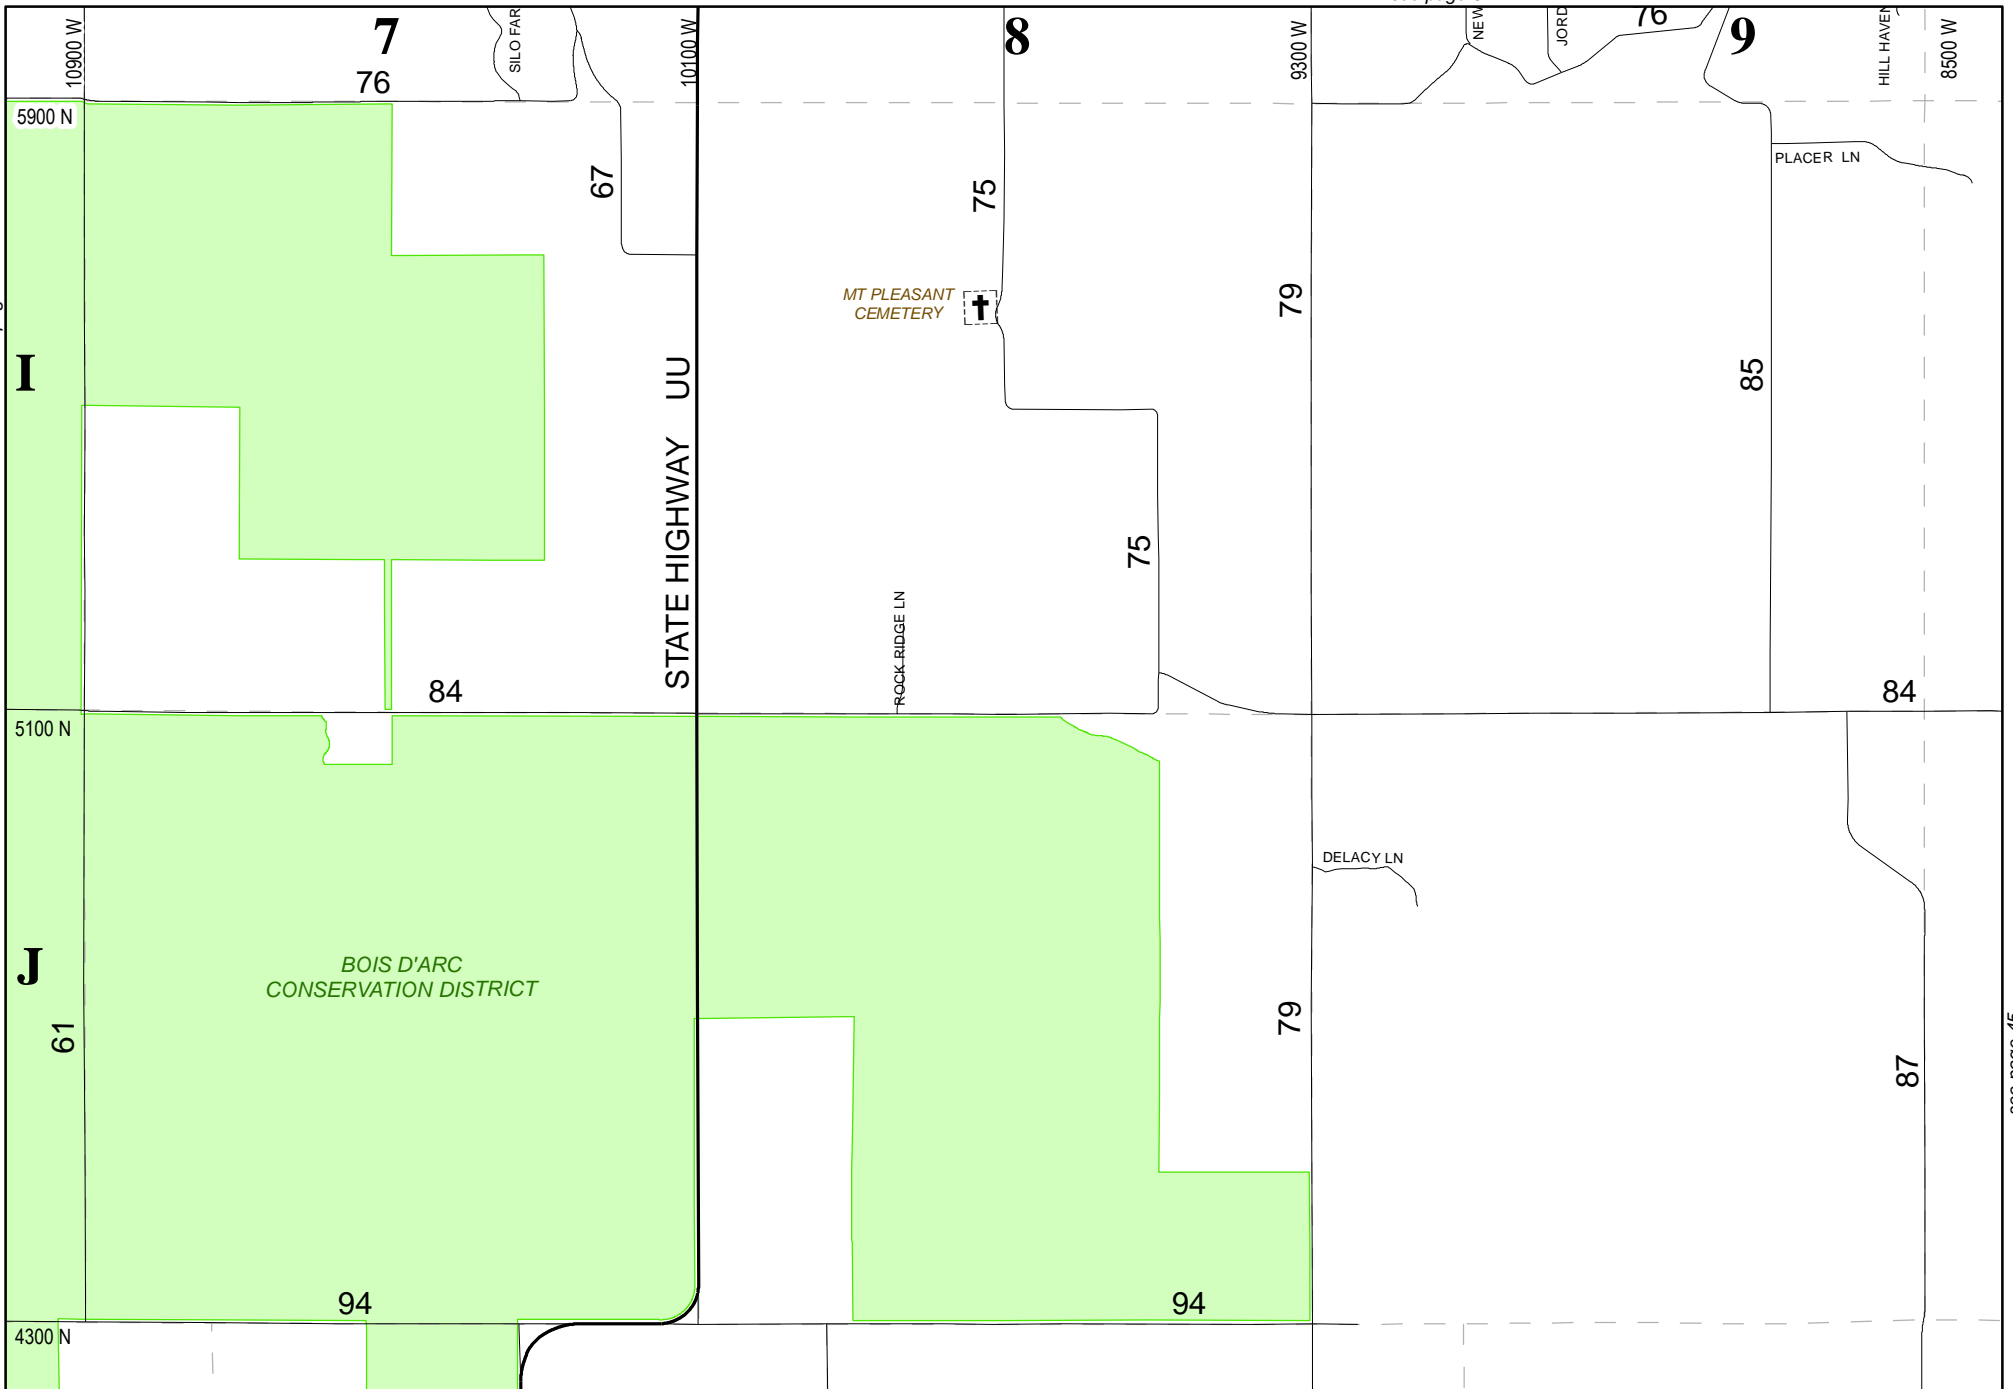 10900 W
7
SILO FAR
10100 W
8
9300 W
NEW
JORD
76
9
HILL HAVEN
8500 W
76
5900 N
67
75
PLACER LN
79
MT PLEASANT
CEMETERY
I
85
STATE HIGHWAY UU
75
ROCK RIDGE LN
84
84
5100 N
DELACY LN
J
BOIS D'ARC
CONSERVATION DISTRICT
61
79
87
94
94
4300 N